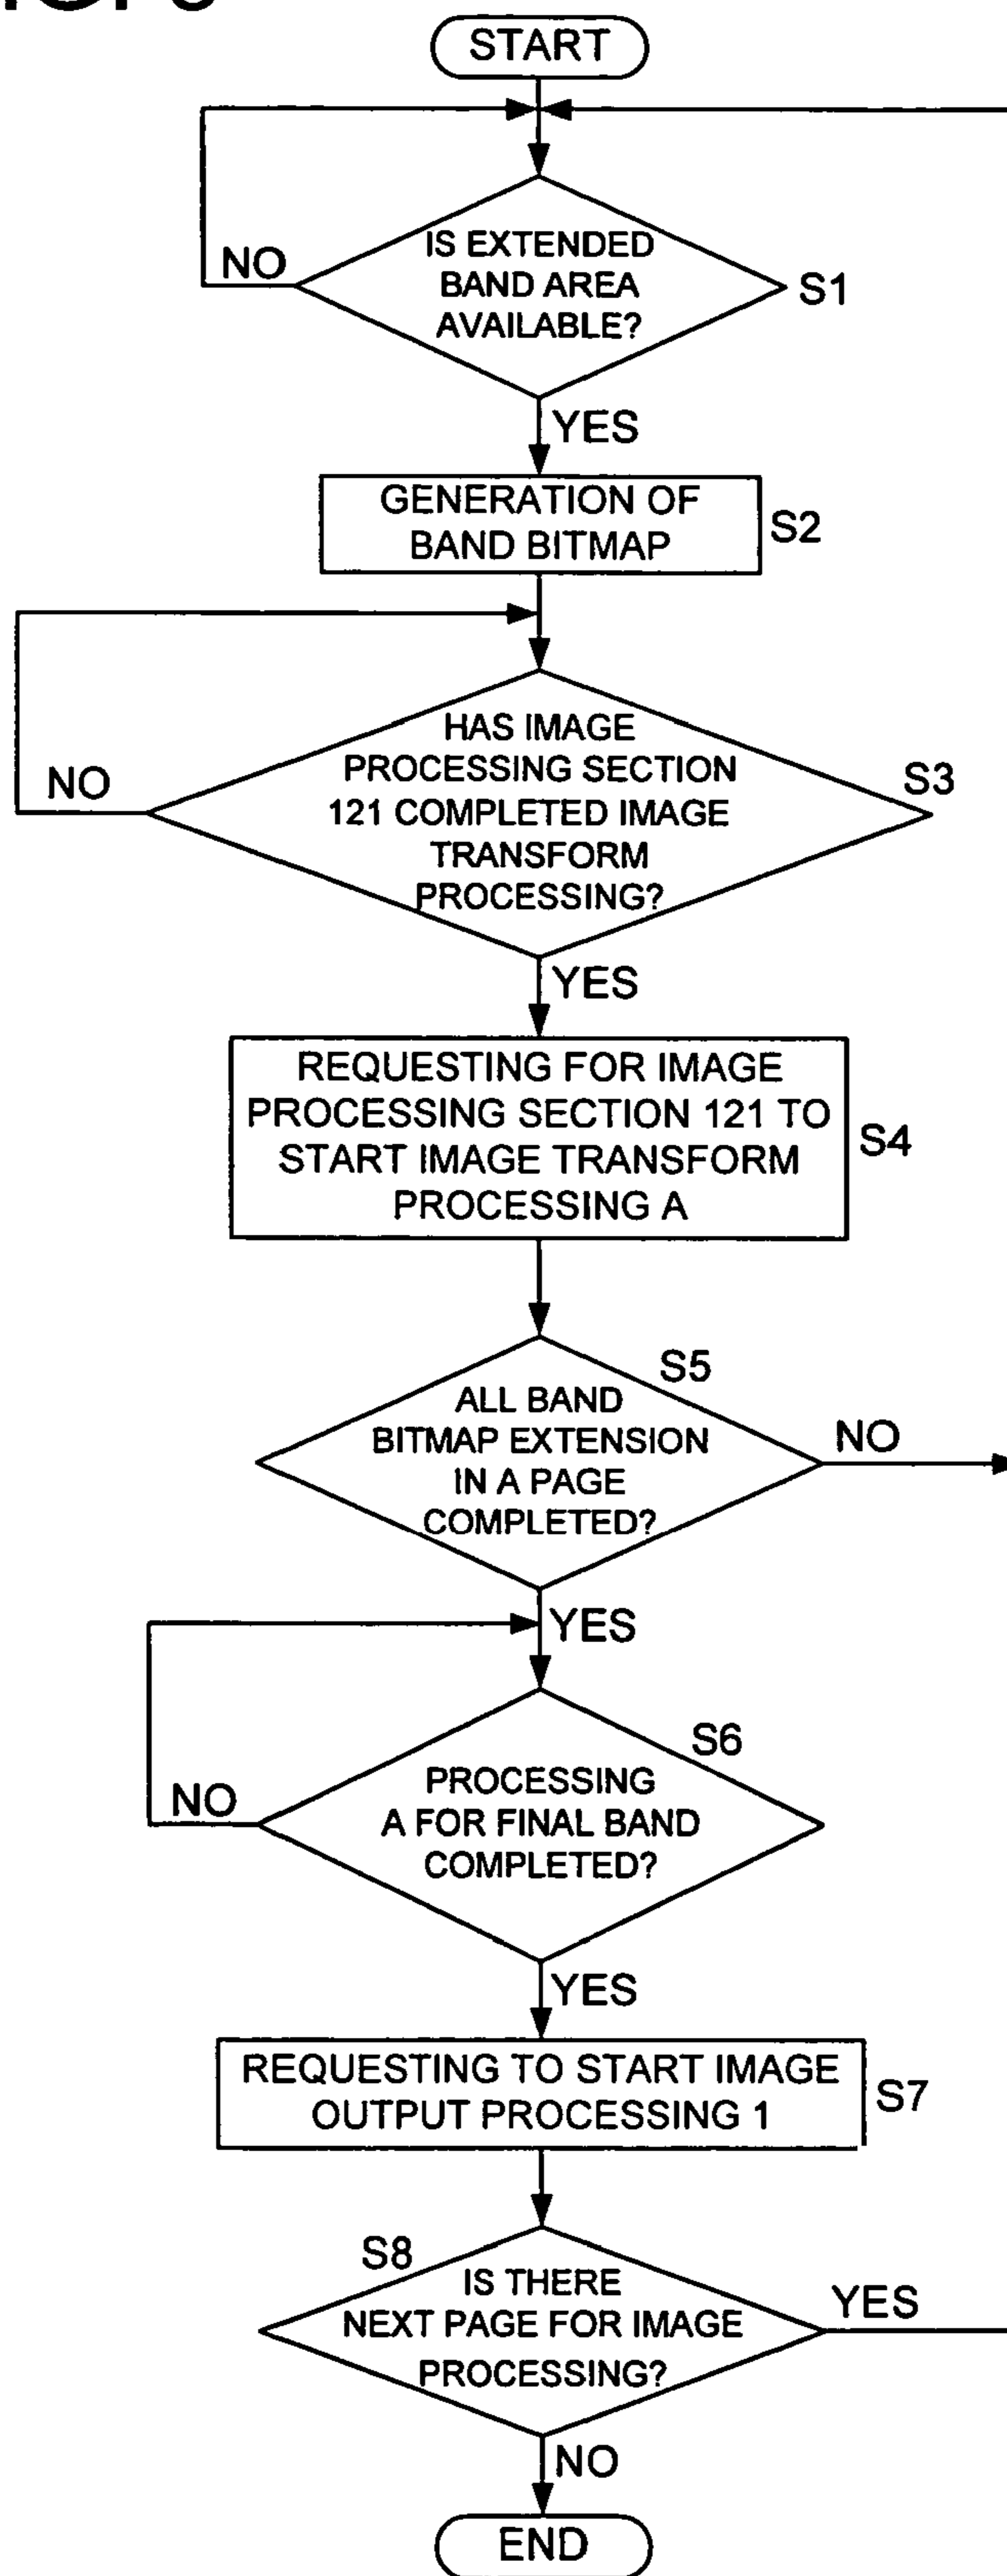 START
IS EXTENDED
BAND AREA
AVAILABLE?
NO
S1
YES
GENERATION OF
BAND BITMAP
S2
HAS IMAGE
PROCESSING SECTION
121 COMPLETED IMAGE
TRANSFORM
PROCESSING?
NO
S3
YES
REQUESTING FOR IMAGE
PROCESSING SECTION 121 TO
START IMAGE TRANSFORM
PROCESSING A
S4
S5
ALL BAND
BITMAP EXTENSION
IN A PAGE
COMPLETED?
NO
YES
S6
PROCESSING
A FOR FINAL BAND
COMPLETED?
NO
YES
REQUESTING TO START IMAGE
OUTPUT PROCESSING 1
S7
S8
IS THERE
NEXT PAGE FOR IMAGE
PROCESSING?
YES
NO
END